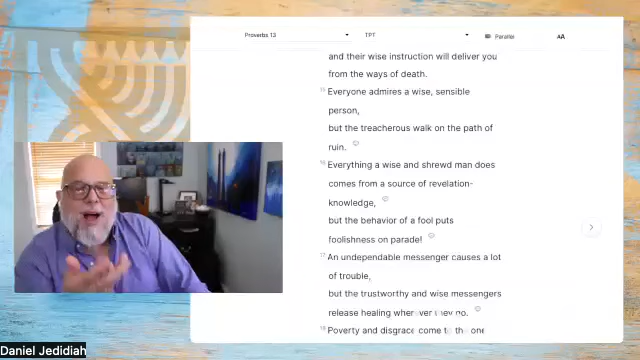 Proverbs 13
TPT
Parallel
AA
and their wise instruction will deliver you
from the ways of death.
15 Everyone admires a wise, sensible
person,
but the treacherous walk on the path of
ruin.
16 Everything a wise and shrewd man does
comes from a source of revelation-
knowledge,
but the behavior of a fool puts
foolishness on parade!
17 An undependable messenger causes a lot
of trouble,
but the trustworthy and wise messengers
release healing wherever they go.
18 Poverty and disgrace come to the one
Daniel Jedidiah